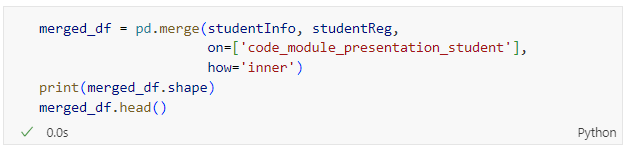 merged_df = pd.merge(studentInfo, studentReg,
                     on=['code_module_presentation_student'],
                     how='inner')
print(merged_df.shape)
merged_df.head()
✓ 0.0s Python